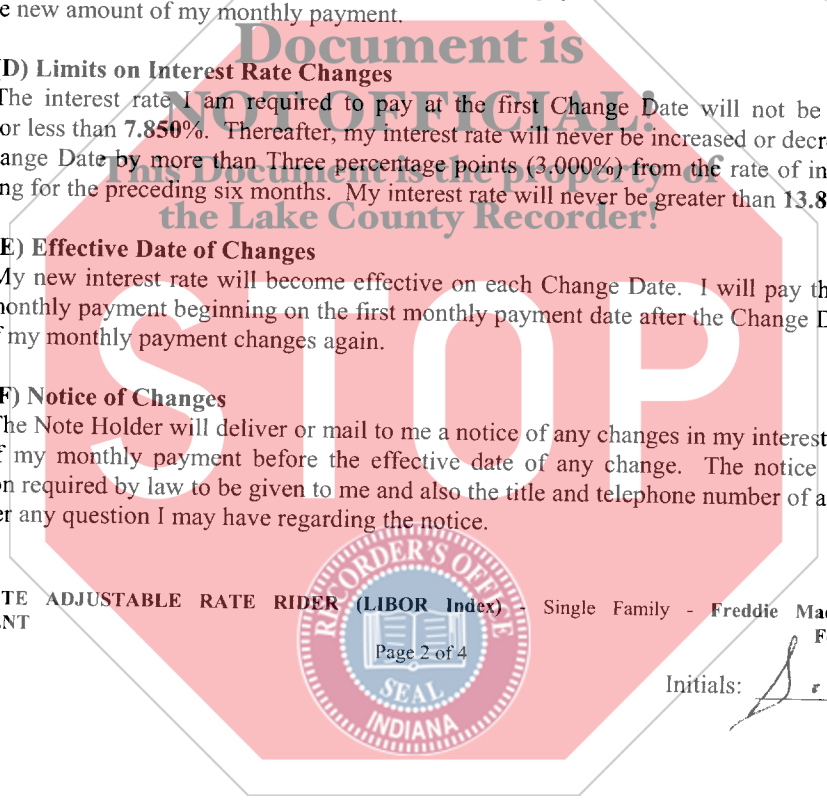 e new amount of my monthly payment.
Document is
(D) Limits on Interest Rate Changes
NOT OFFICIAL!
The interest rate I am required to pay at the first Change Date will not be
or less than 7.850%. Thereafter, my interest rate will never be increased or decr
ange Date by more than Three percentage points (3.000%) from the rate of in
This Document is the property of
ng for the preceding six months. My interest rate will never be greater than 13.8
the Lake County Recorder!
E) Effective Date of Changes
My new interest rate will become effective on each Change Date. I will pay th
nonthly payment beginning on the first monthly payment date after the Change D
f my monthly payment changes again.
STOP
F) Notice of Changes
The Note Holder will deliver or mail to me a notice of any changes in my interest
f my monthly payment before the effective date of any change. The notice
on required by law to be given to me and also the title and telephone number of a
er any question I may have regarding the notice.
RECORDER'S OFFICE
TE ADJUSTABLE RATE RIDER (LIBOR Index) - Single Family - Freddie Mac
NT
F
Page 2 of 4
SEAL
INDIANA
Initials: